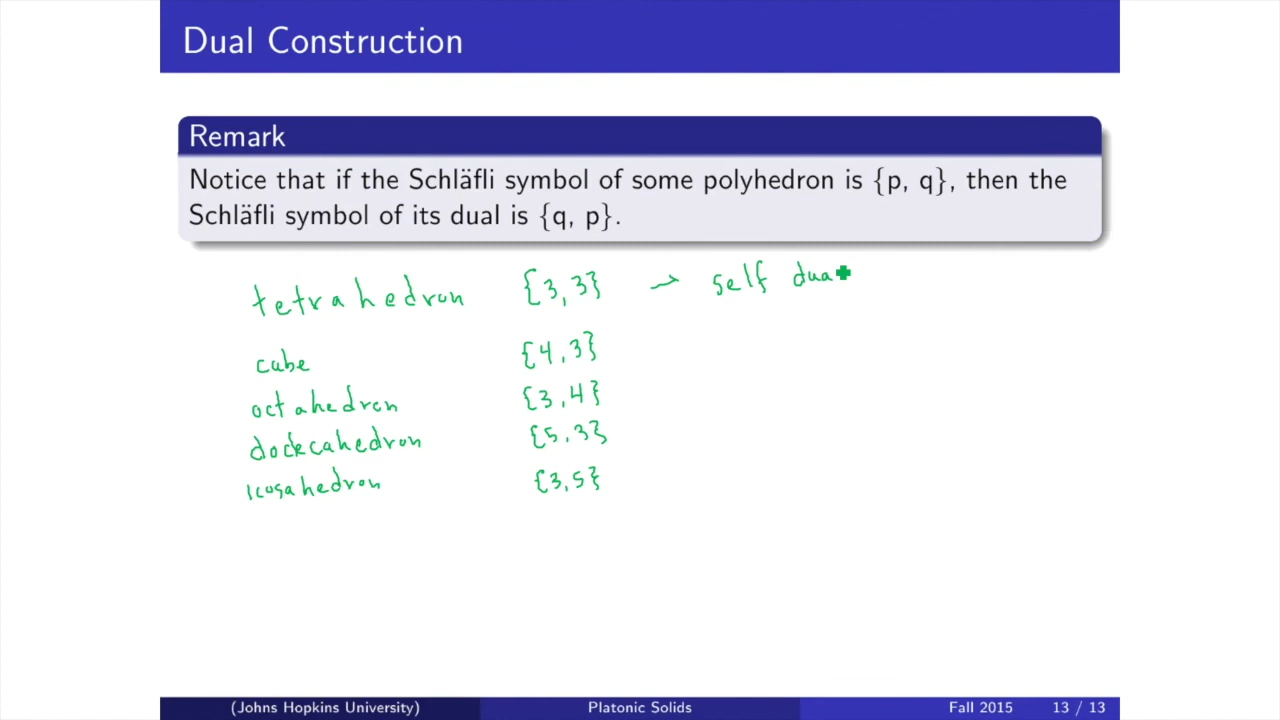 Dual Construction
Remark
Notice that if the Schläfli symbol of some polyhedron is {p, q}, then the
Schläfli symbol of its dual is {q, p}.
tetrahedron {3,3} → self dua
cube {4,3}
octahedron {3,4}
dockcahedron {5,3}
icosahedron {3,5}
(Johns Hopkins University) Platonic Solids Fall 2015 13 / 13